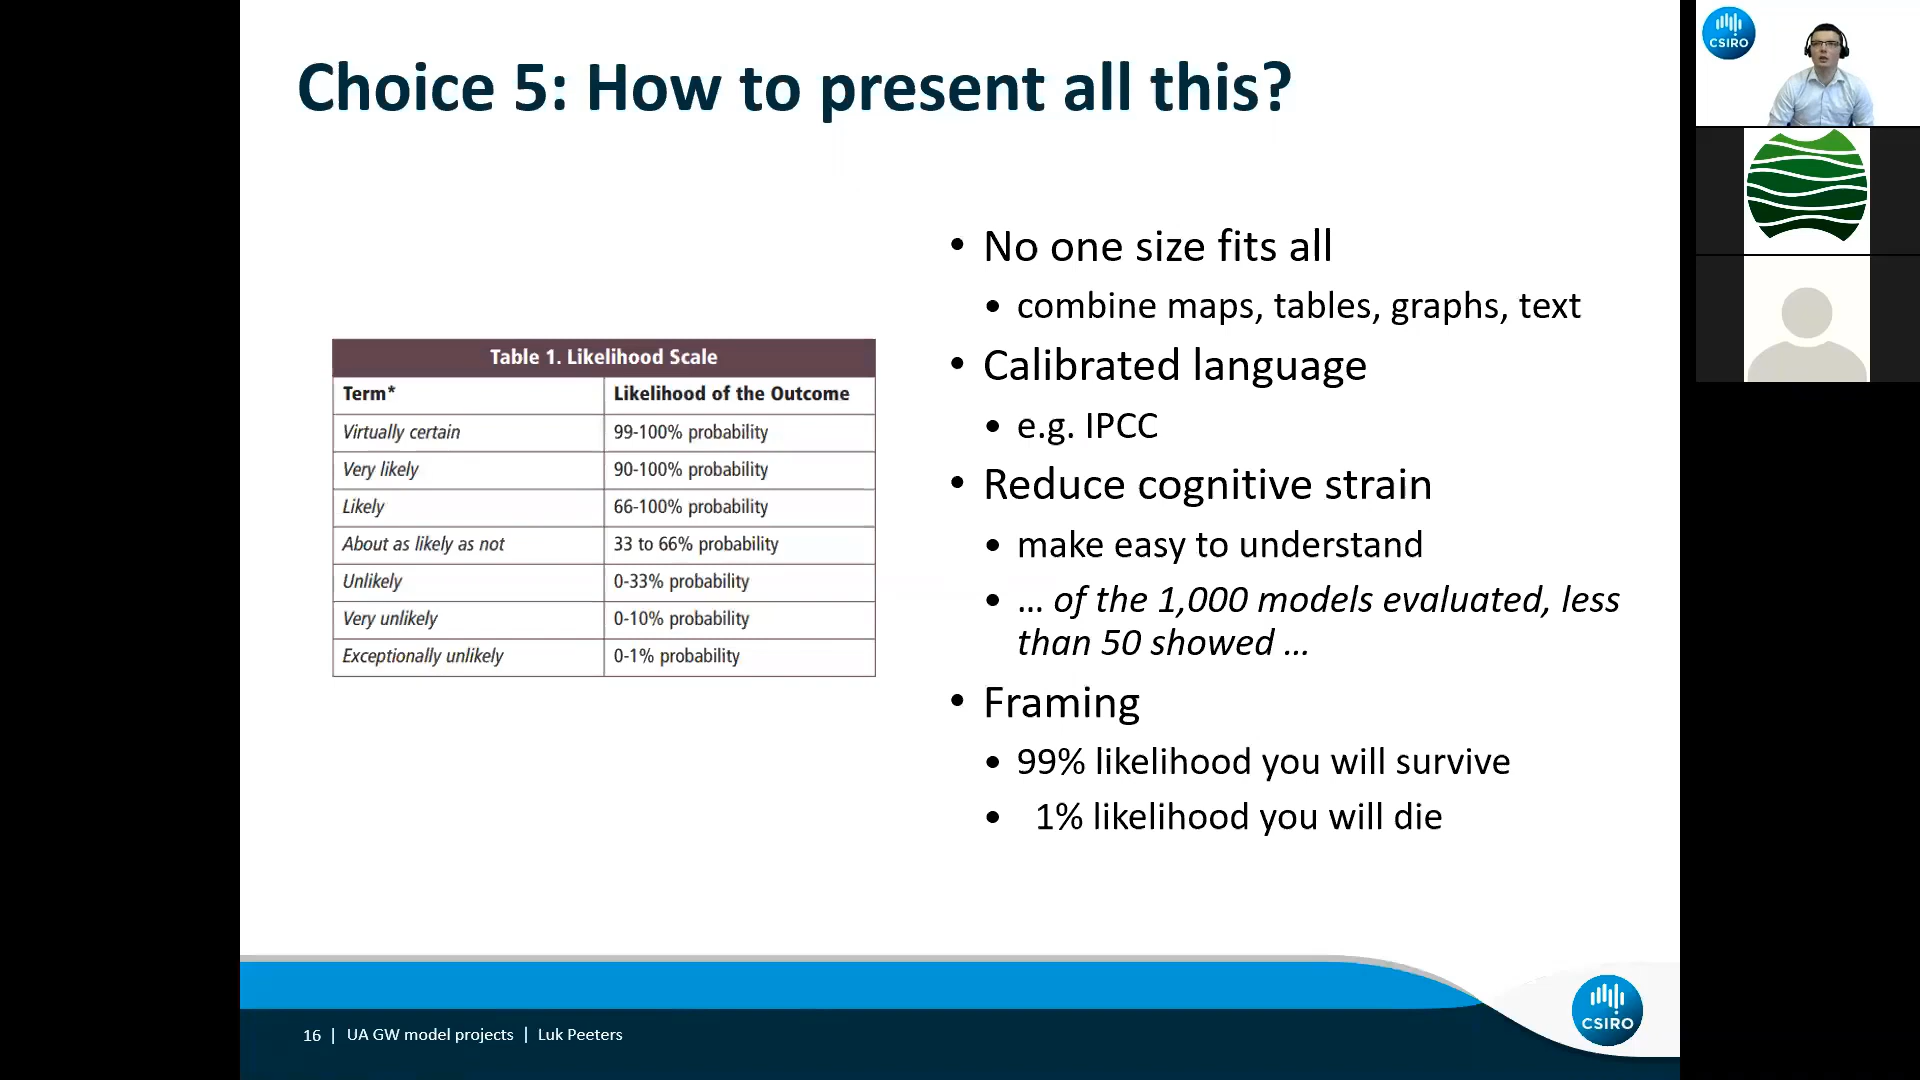 Choice 5: How to present all this?
Table 1. Likelihood Scale
Term* Likelihood of the Outcome
Virtually certain 99-100% probability
Very likely 90-100% probability
Likely 66-100% probability
About as likely as not 33 to 66% probability
Unlikely 0-33% probability
Very unlikely 0-10% probability
Exceptionally unlikely 0-1% probability
• No one size fits all
• combine maps, tables, graphs, text
• Calibrated language
• e.g. IPCC
• Reduce cognitive strain
• make easy to understand
• … of the 1,000 models evaluated, less
than 50 showed …
• Framing
• 99% likelihood you will survive
• 1% likelihood you will die
16 | UA GW model projects | Luk Peeters
CSIRO
CSIRO